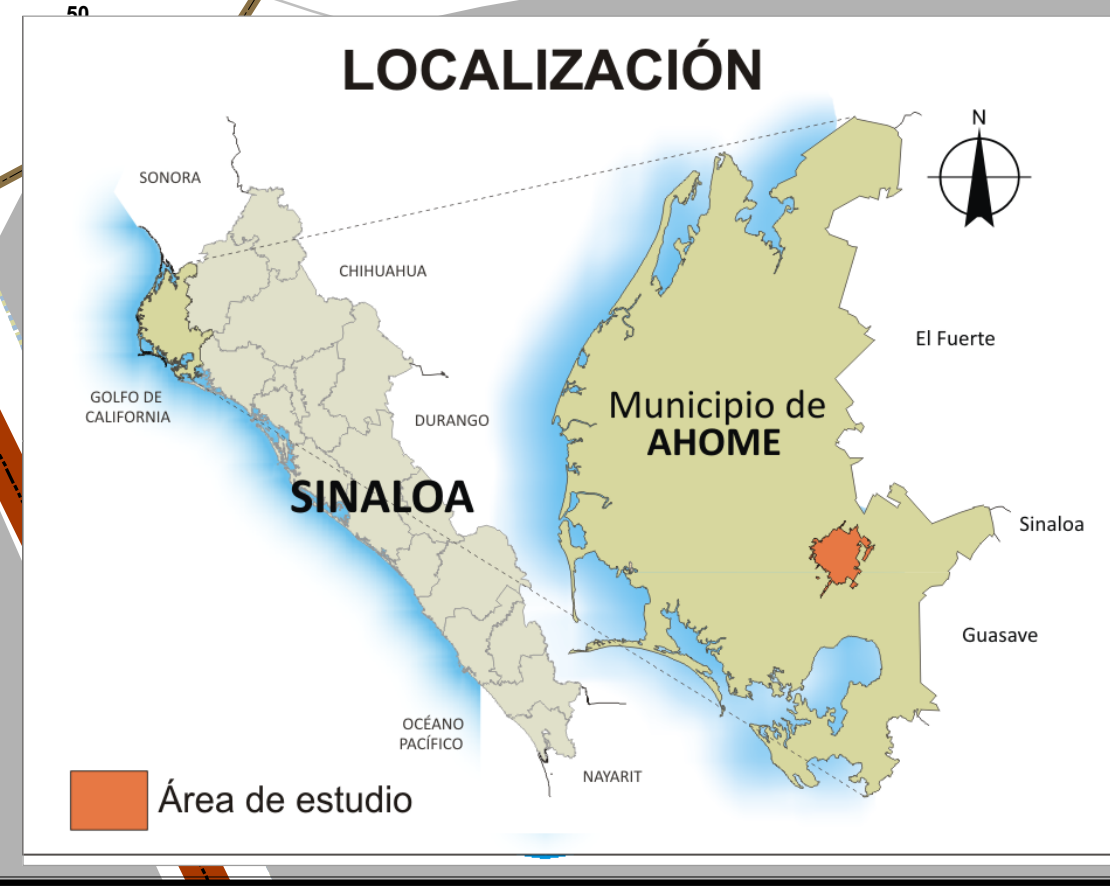 50
LOCALIZACIÓN
N
SONORA
CHIHUAHUA
El Fuerte
GOLFO DE
CALIFORNIA
DURANGO
Municipio de
AHOME
SINALOA
Sinaloa
Guasave
OCÉANO
PACÍFICO
NAYARIT
Área de estudio